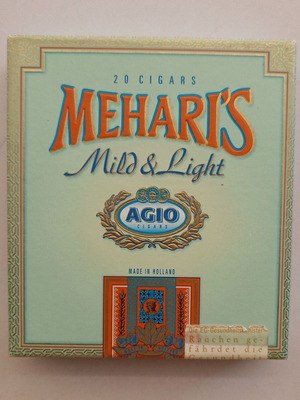 20 CIGARS
MEHARI'S
Mild & Light
AGIO
CIGARS
MADE IN HOLLAND
Rauchen ge-
fährdet die